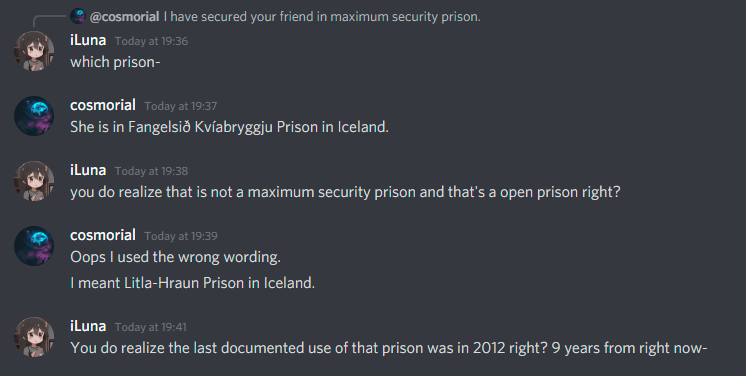 @cosmorial I have secured your friend in maximum security prison.
iLuna Today at 19:36
which prison-
cosmorial Today at 19:37
She is in Fangelsið Kvíabryggju Prison in Iceland.
iLuna Today at 19:38
you do realize that is not a maximum security prison and that's a open prison right?
cosmorial Today at 19:39
Oops I used the wrong wording.
I meant Litla-Hraun Prison in Iceland.
iLuna Today at 19:41
You do realize the last documented use of that prison was in 2012 right? 9 years from right now-